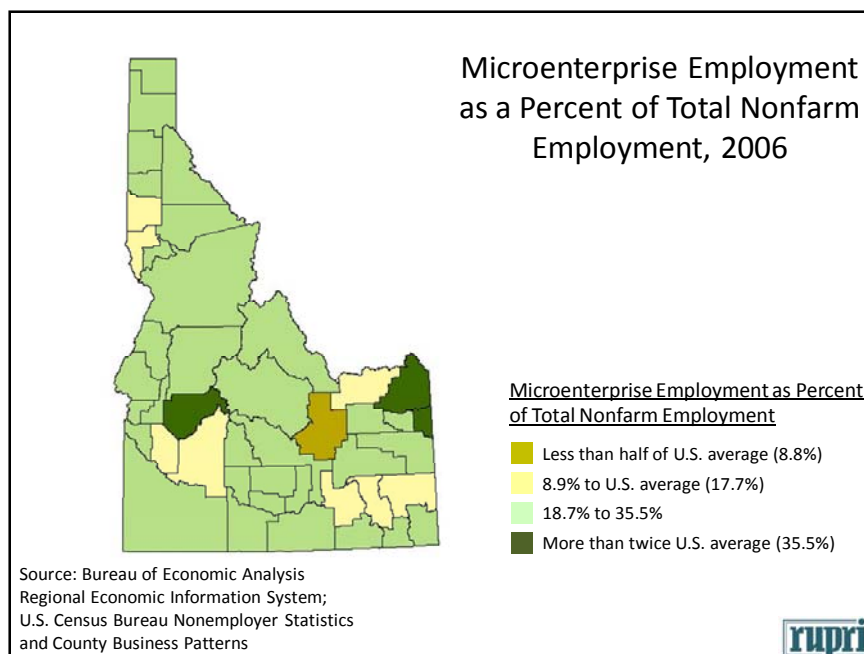 Microenterprise Employment
as a Percent of Total Nonfarm
Employment, 2006
Microenterprise Employment as Percent
of Total Nonfarm Employment
Less than half of U.S. average (8.8%)
8.9% to U.S. average (17.7%)
18.7% to 35.5%
More than twice U.S. average (35.5%)
Source: Bureau of Economic Analysis
Regional Economic Information System;
U.S. Census Bureau Nonemployer Statistics
and County Business Patterns
rupri